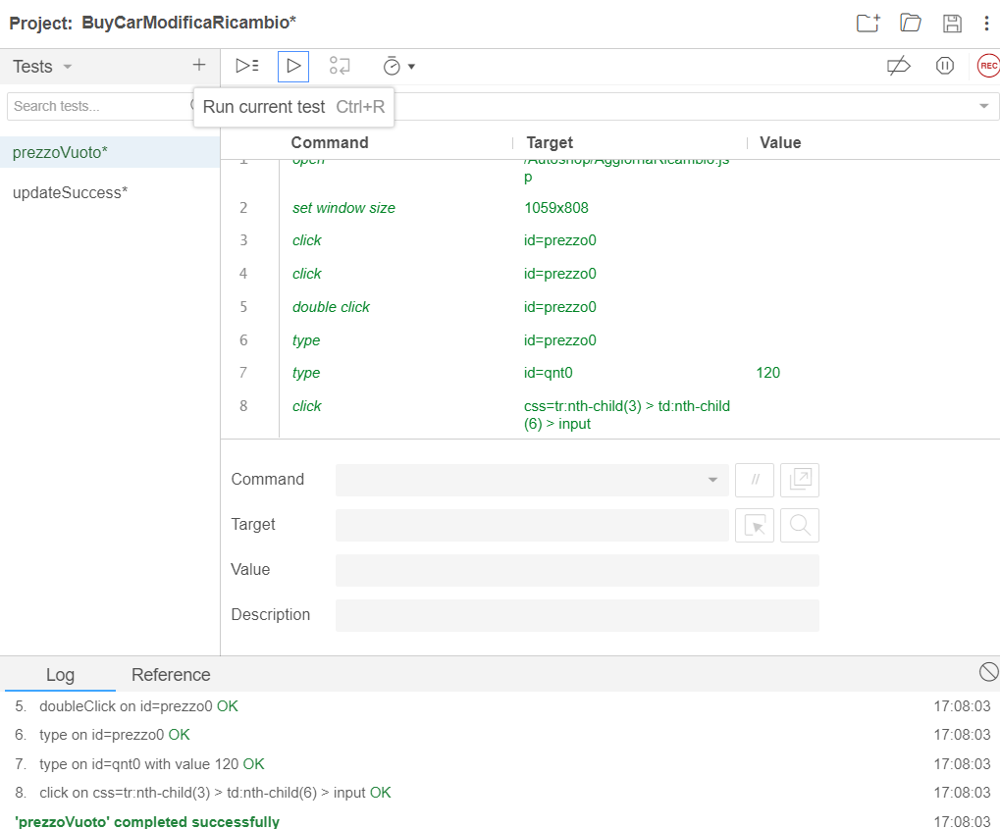 Project: BuyCarModificaRicambio*
Tests
Search tests...
Run current test Ctrl+R
REC
prezzoVuoto*
updateSuccess*
Command Target Value
1 open /Autoshop/AggiornaRicambio.js
p
2 set window size 1059x808
3 click id=prezzo0
4 click id=prezzo0
5 double click id=prezzo0
6 type id=prezzo0
7 type id=qnt0 120
8 click css=tr:nth-child(3) > td:nth-child
(6) > input
Command //
Target
Value
Description
Log Reference
5. doubleClick on id=prezzo0 OK 17:08:03
6. type on id=prezzo0 OK 17:08:03
7. type on id=qnt0 with value 120 OK 17:08:03
8. click on css=tr:nth-child(3) > td:nth-child(6) > input OK 17:08:03
'prezzoVuoto' completed successfully 17:08:03